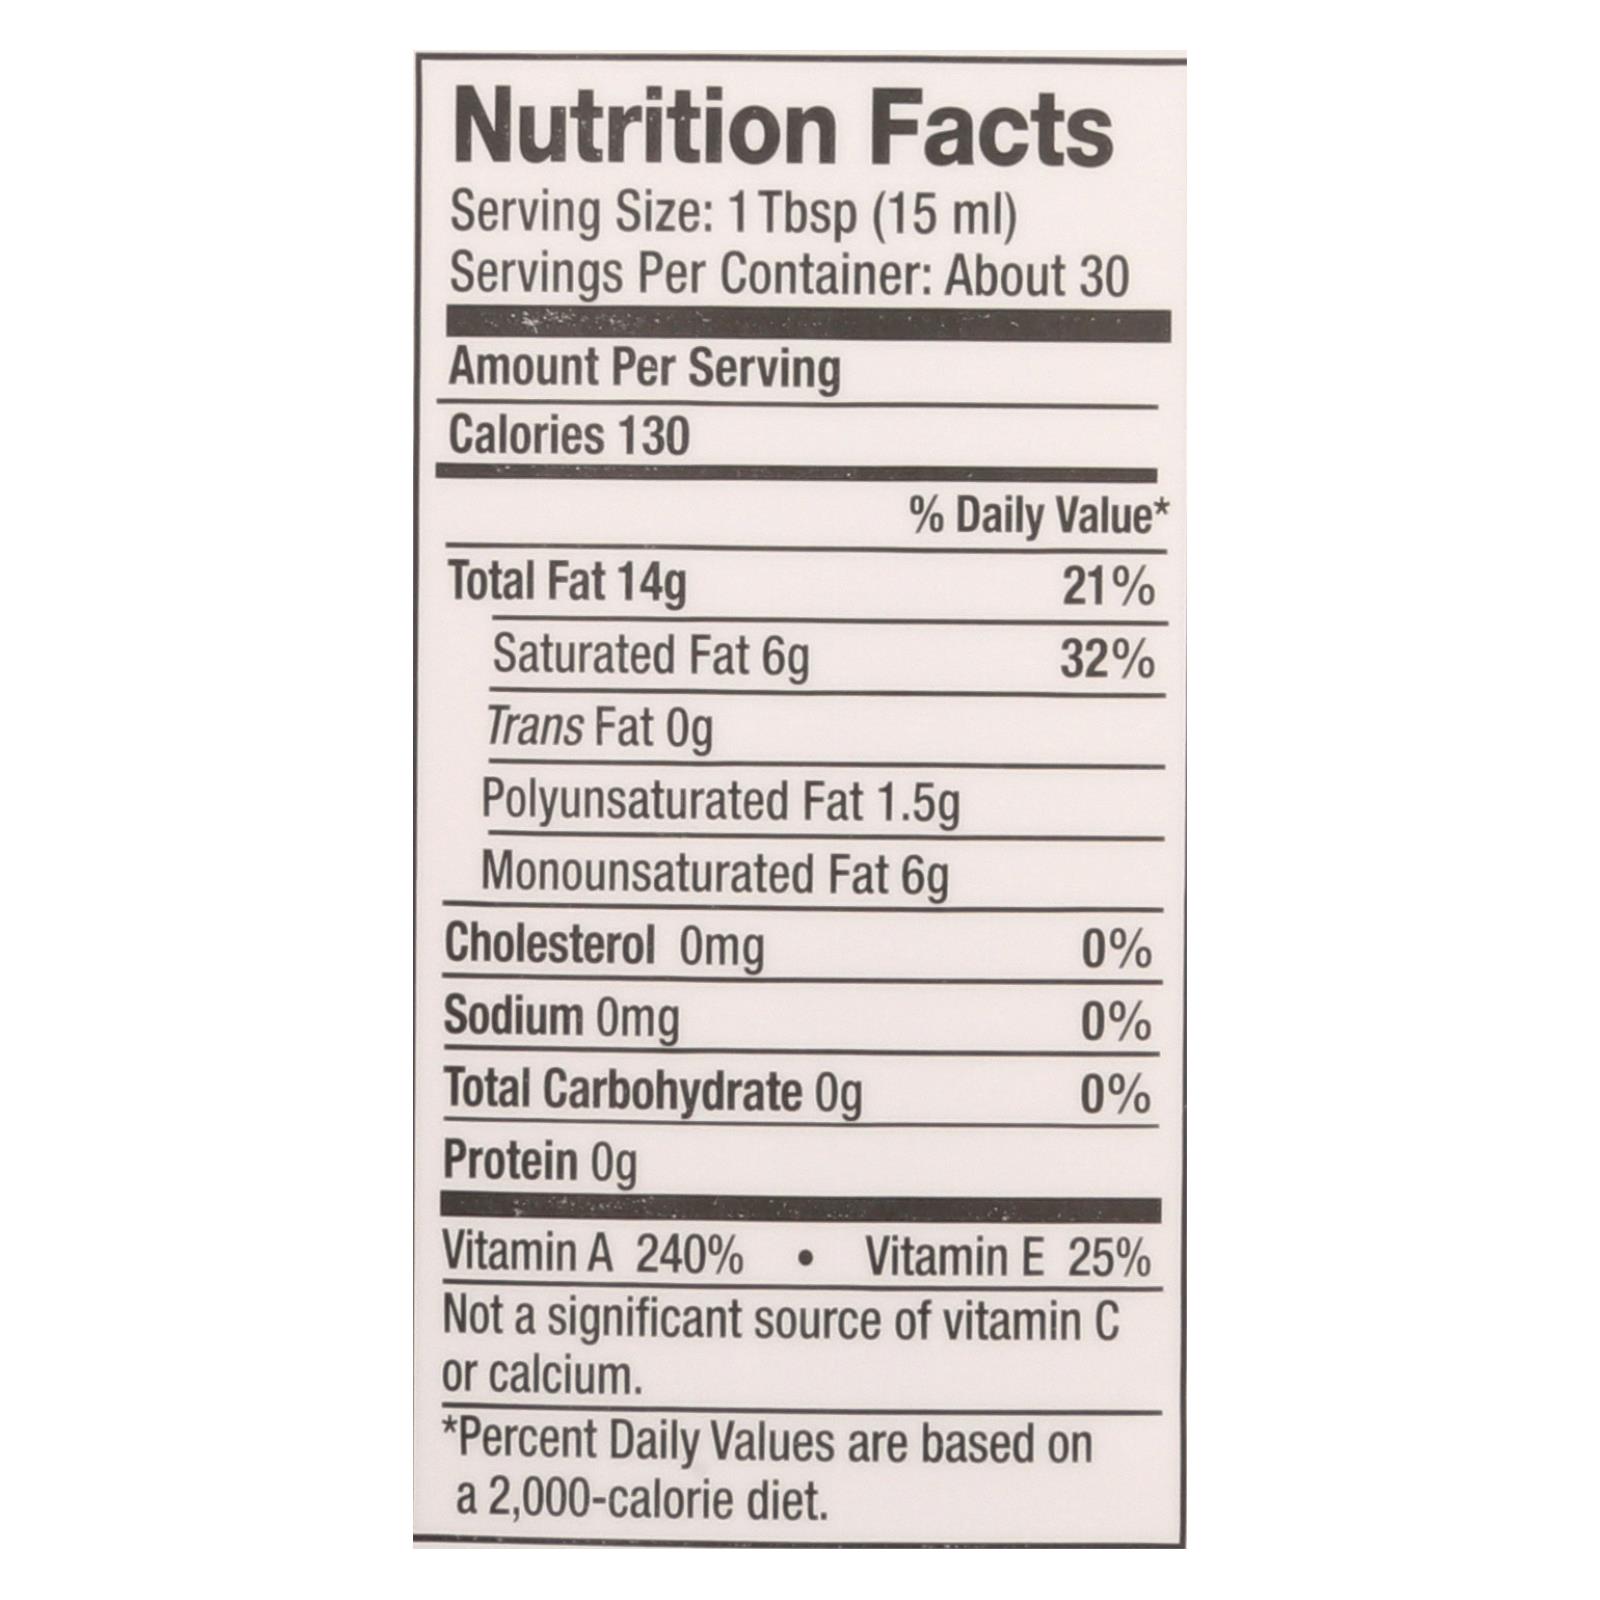 Nutrition Facts
Serving Size: 1 Tbsp (15 ml)
Servings Per Container: About 30
Amount Per Serving
Calories 130
% Daily Value*
Total Fat 14g 21%
Saturated Fat 6g 32%
Trans Fat 0g
Polyunsaturated Fat 1.5g
Monounsaturated Fat 6g
Cholesterol 0mg 0%
Sodium 0mg 0%
Total Carbohydrate 0g 0%
Protein 0g
Vitamin A 240% • Vitamin E 25%
Not a significant source of vitamin C
or calcium.
*Percent Daily Values are based on
a 2,000-calorie diet.